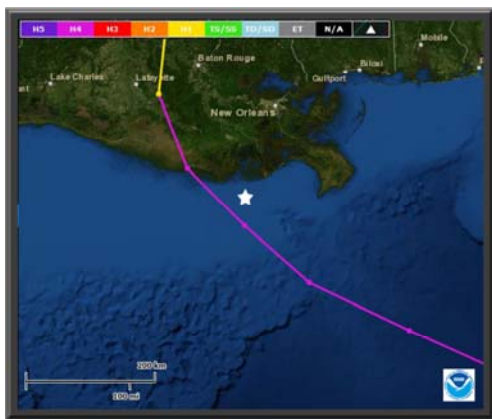 H5 H4 H3 H2 H1 TS/SS TD/SD ET N/A
Mobile
Baton Rouge
Biloxi
Lake Charles
Lafayette
Gulfport
New Orleans
200 km
100 mi